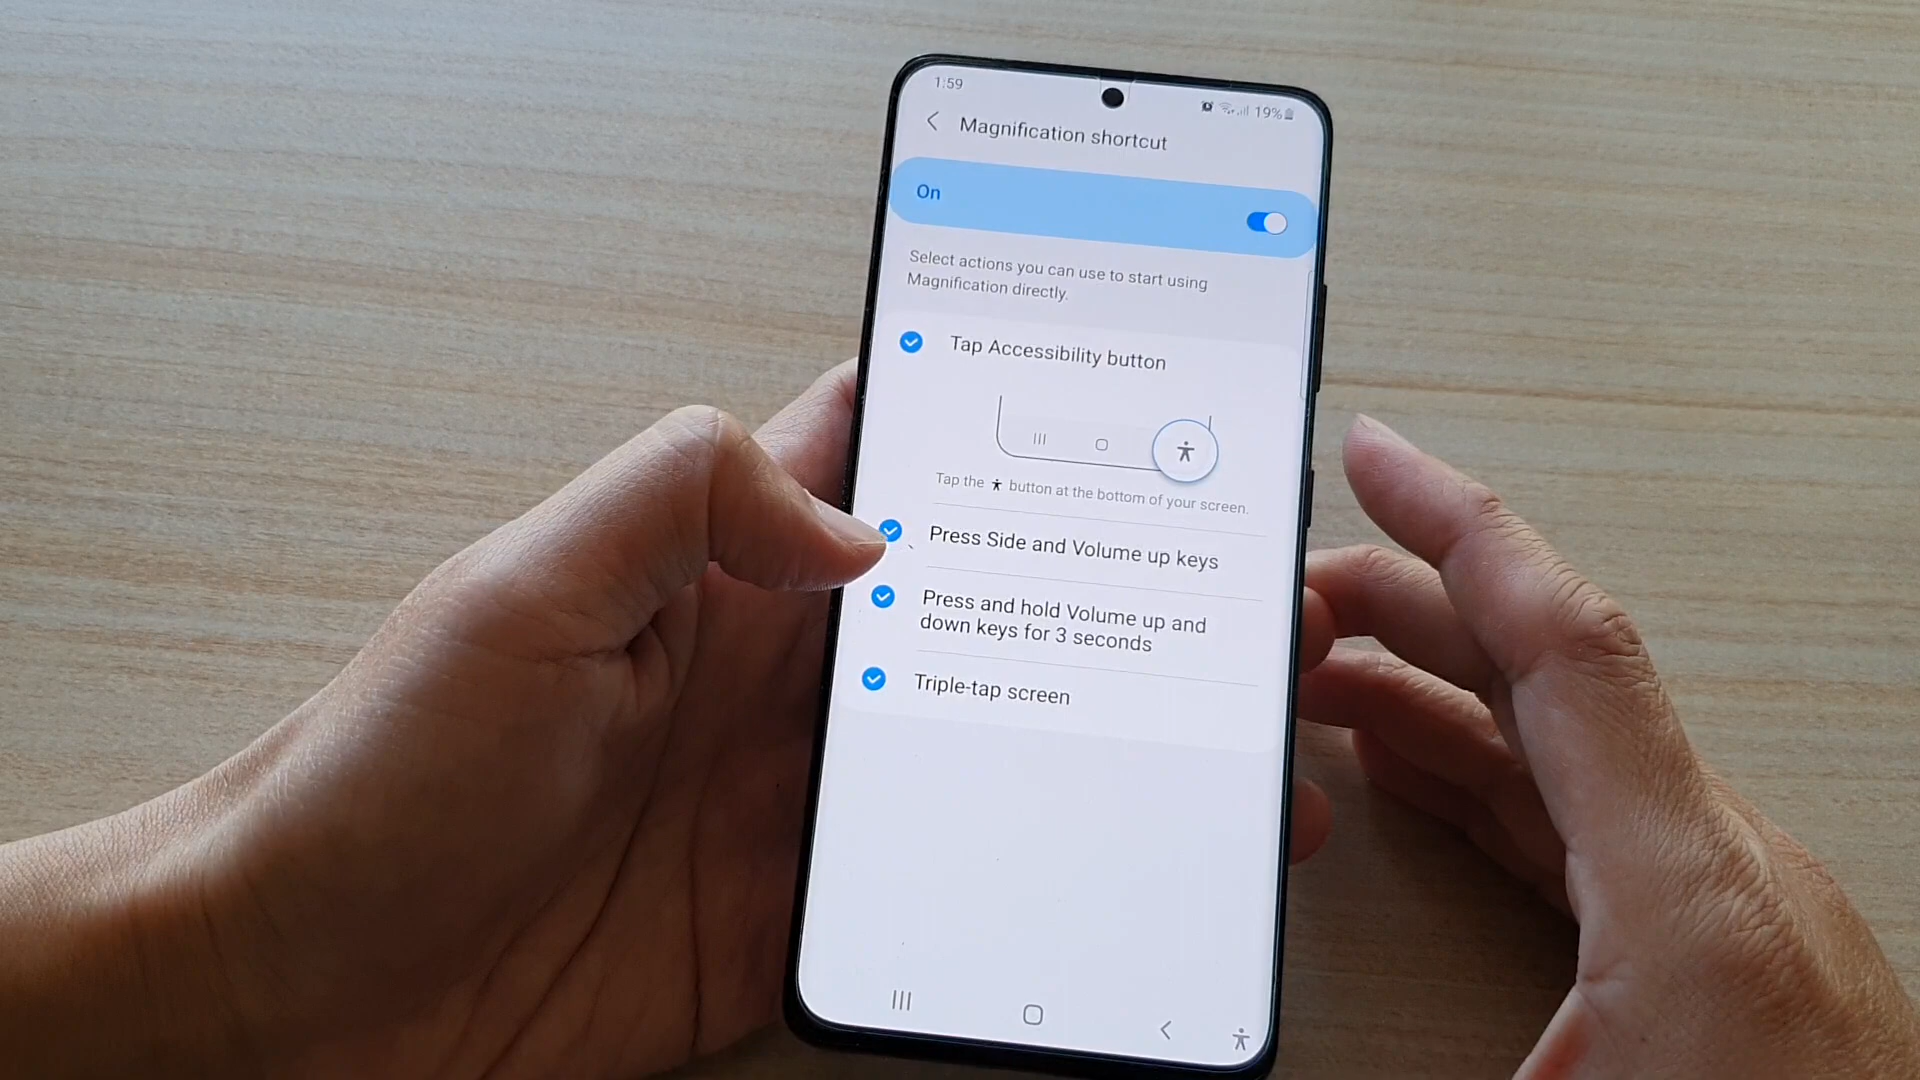 1:59
19%
Magnification shortcut
On
Select actions you can use to start using
Magnification directly.
Tap Accessibility button
Tap the button at the bottom of your screen.
Press Side and Volume up keys
Press and hold Volume up and
down keys for 3 seconds
Triple-tap screen